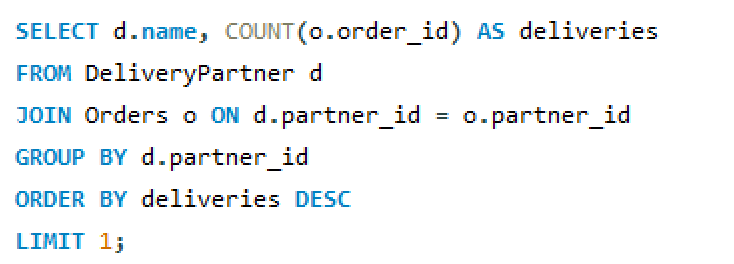 SELECT d.name, COUNT(o.order_id) AS deliveries
FROM DeliveryPartner d
JOIN Orders o ON d.partner_id = o.partner_id
GROUP BY d.partner_id
ORDER BY deliveries DESC
LIMIT 1;